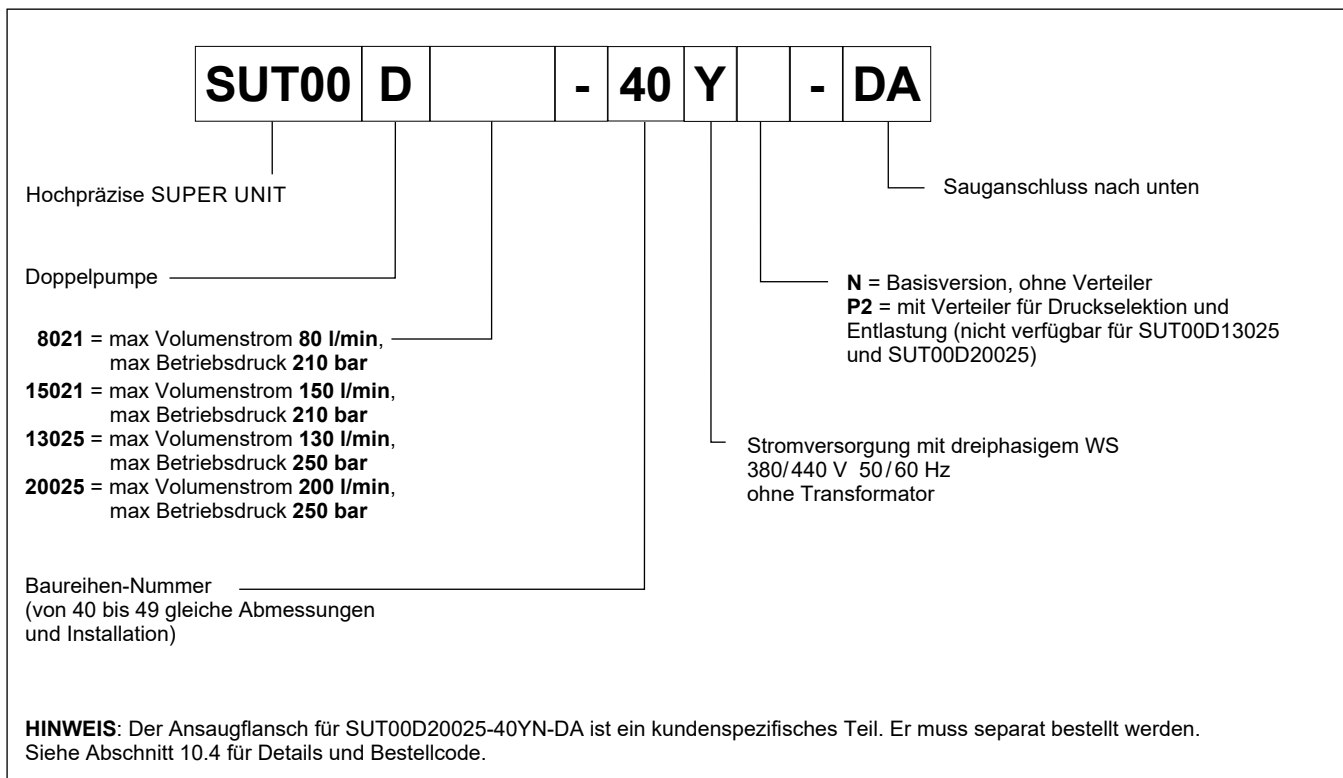 SUT00 D - 40 Y - DA
Hochpräzise SUPER UNIT
Sauganschluss nach unten
Doppelpumpe
N = Basisversion, ohne Verteiler
P2 = mit Verteiler für Druckselektion und
Entlastung (nicht verfügbar für SUT00D13025
und SUT00D20025)
8021 = max Volumenstrom 80 l/min,
max Betriebsdruck 210 bar
15021 = max Volumenstrom 150 l/min,
max Betriebsdruck 210 bar
13025 = max Volumenstrom 130 l/min,
max Betriebsdruck 250 bar
20025 = max Volumenstrom 200 l/min,
max Betriebsdruck 250 bar
Stromversorgung mit dreiphasigem WS
380/440 V 50/60 Hz
ohne Transformator
Baureihen-Nummer
(von 40 bis 49 gleiche Abmessungen
und Installation)
HINWEIS: Der Ansaugflansch für SUT00D20025-40YN-DA ist ein kundenspezifisches Teil. Er muss separat bestellt werden.
Siehe Abschnitt 10.4 für Details und Bestellcode.